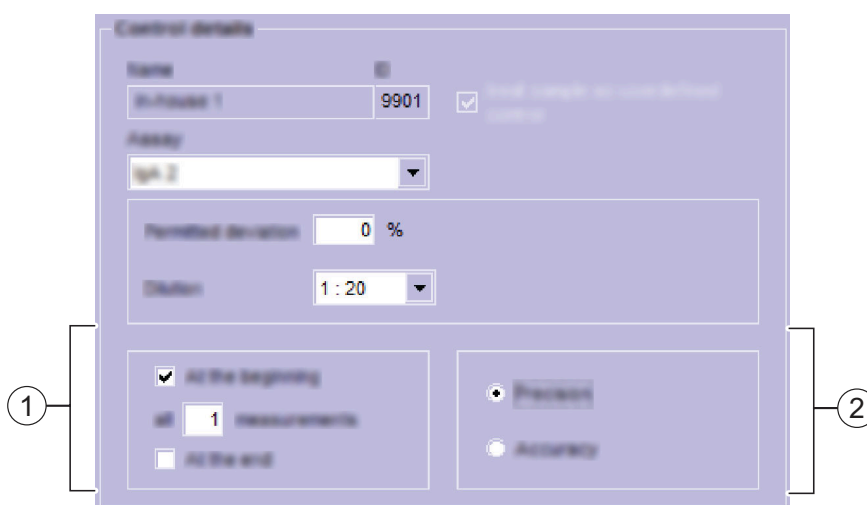 Control details
Name ID
In-house 1 9901
Assay
IgA 2
Permitted deviation 0 %
Dilution 1 : 20
At the beginning
all 1 measurements
At the end
Precision
Accuracy
1
2